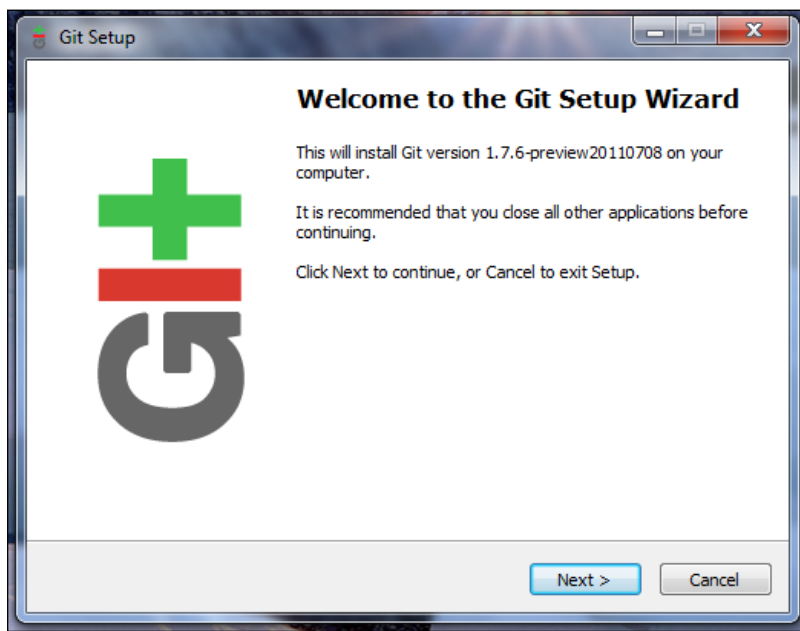 Git Setup
Welcome to the Git Setup Wizard
This will install Git version 1.7.6-preview20110708 on your
computer.
It is recommended that you close all other applications before
continuing.
Click Next to continue, or Cancel to exit Setup.
Git
Next >
Cancel